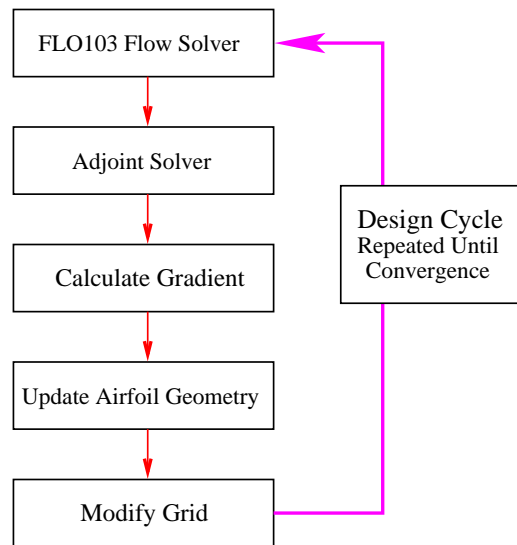 FLO103 Flow Solver
Adjoint Solver
Calculate Gradient
Update Airfoil Geometry
Modify Grid
Design Cycle
Repeated Until
Convergence